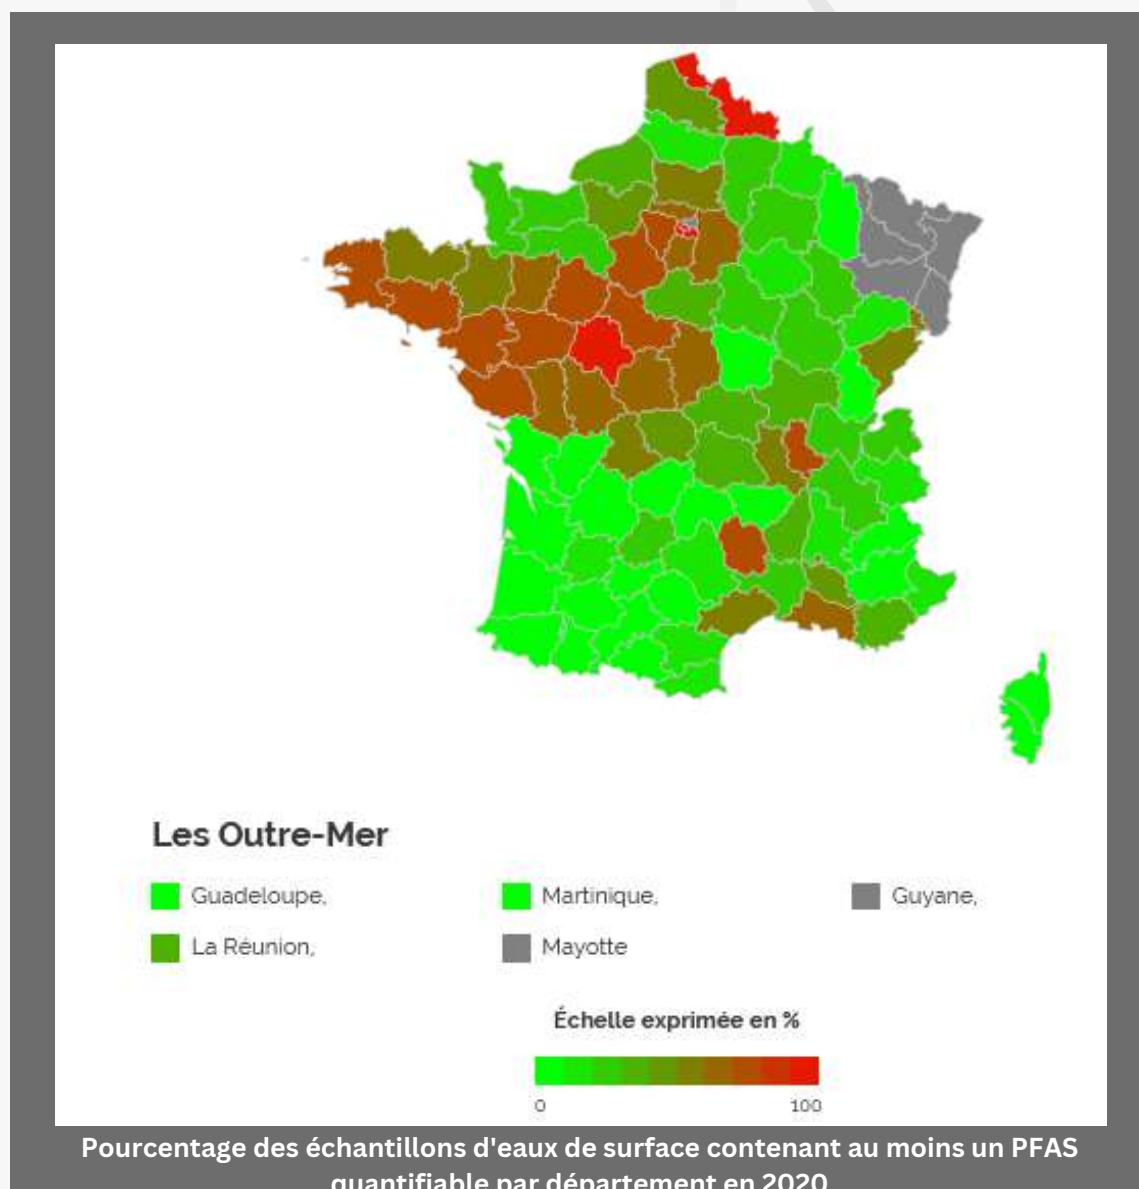 Les Outre-Mer
Guadeloupe, Martinique, Guyane,
La Réunion, Mayotte
Échelle exprimée en %
0 100
Pourcentage des échantillons d'eaux de surface contenant au moins un PFAS
quantifiable par département en 2020